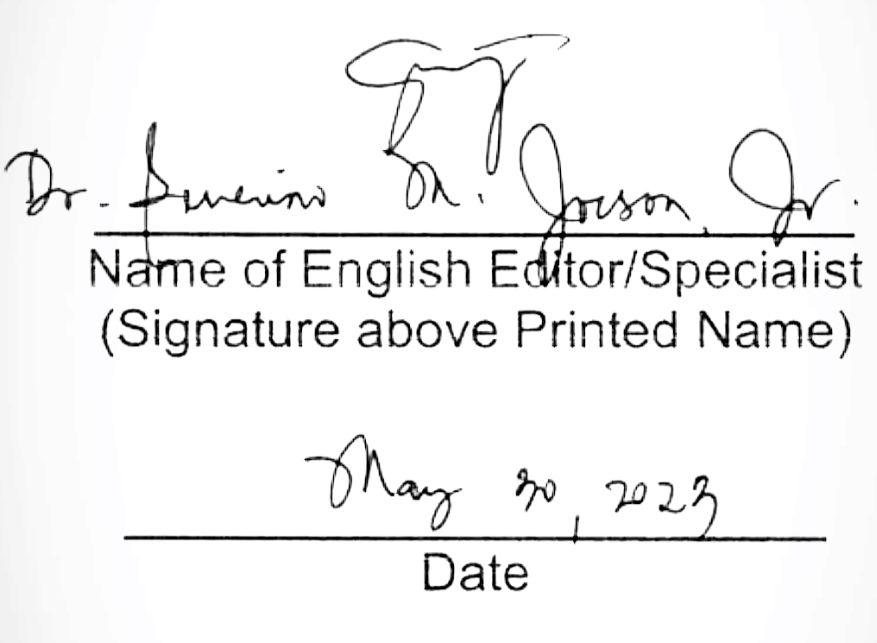 Dr. Severino M. Jocson, Jr.
Name of English Editor/Specialist
(Signature above Printed Name)
May 30, 2023
Date